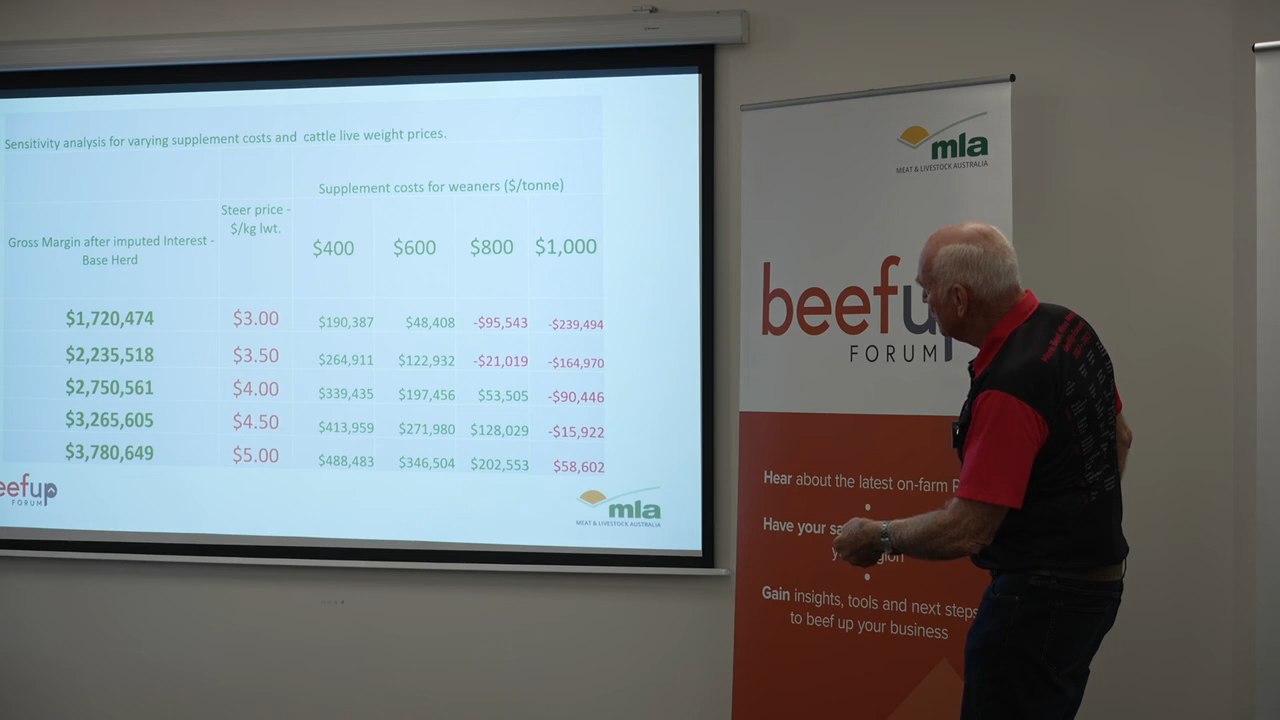 Sensitivity analysis for varying supplement costs and cattle live weight prices.
Supplement costs for weaners ($/tonne)
Steer price -
$/kg lwt.
Gross Margin after imputed Interest -
Base Herd
$400 $600 $800 $1,000
$1,720,474 $3.00 $190,387 $48,408 -$95,543 -$239,494
$2,235,518 $3.50 $264,911 $122,932 -$21,019 -$164,970
$2,750,561 $4.00 $339,435 $197,456 $53,505 -$90,446
$3,265,605 $4.50 $413,959 $271,980 $128,029 -$15,922
$3,780,649 $5.00 $488,483 $346,504 $202,553 $58,602
eefup
FORUM
mla
MEAT & LIVESTOCK AUSTRALIA
mla
MEAT & LIVESTOCK AUSTRALIA
beefup
FORUM
Hear about the latest on-farm
Have your
Gain insights, tools and next steps
to beef up your business